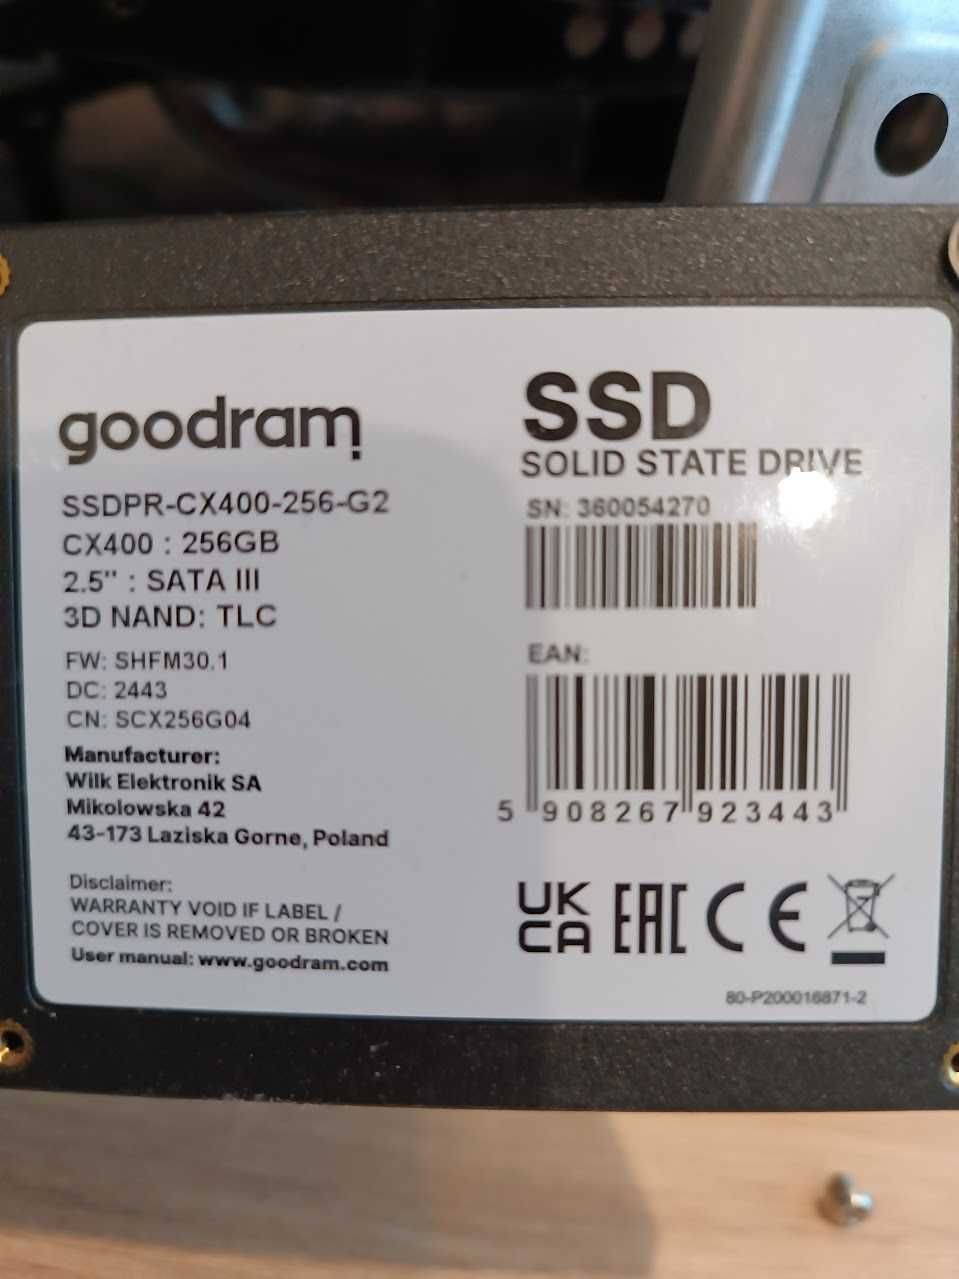 goodram
SSDPR-CX400-256-G2
CX400 : 256GB
2.5" : SATA III
3D NAND: TLC
FW: SHFM30.1
DC: 2443
CN: SCX256G04
Manufacturer:
Wilk Elektronik SA
Mikolowska 42
43-173 Laziska Gorne, Poland
Disclaimer:
WARRANTY VOID IF LABEL /
COVER IS REMOVED OR BROKEN
User manual: www.goodram.com
SSD
SOLID STATE DRIVE
SN: 360054270
EAN:
5 908267 923443
UK
CA
EAC
CE
80-P200016871-2